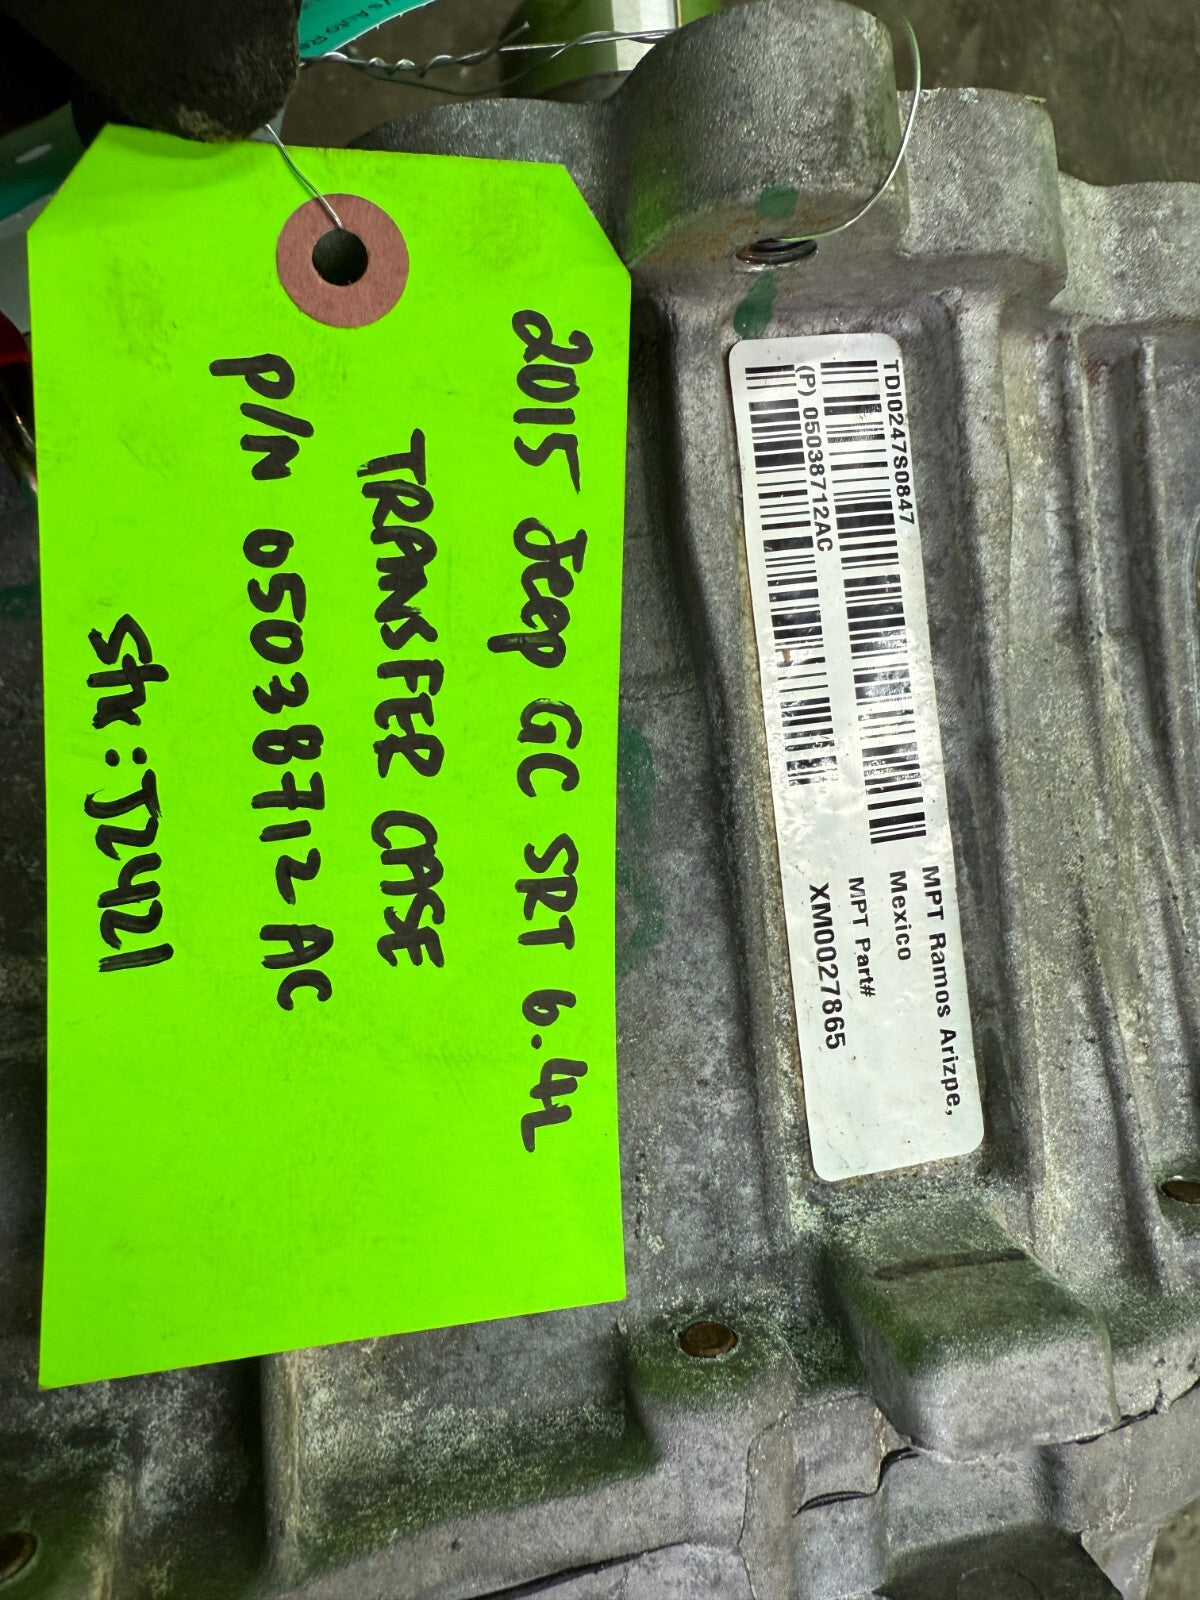 2015 Jeep GC SRT 6.4L
TRANSFER CASE
P/N 05038712AC
Stk: J2421
TDI0247S0847
(P) 05038712AC
MPT Ramos Arizpe,
Mexico
MPT Part#
XM0027865